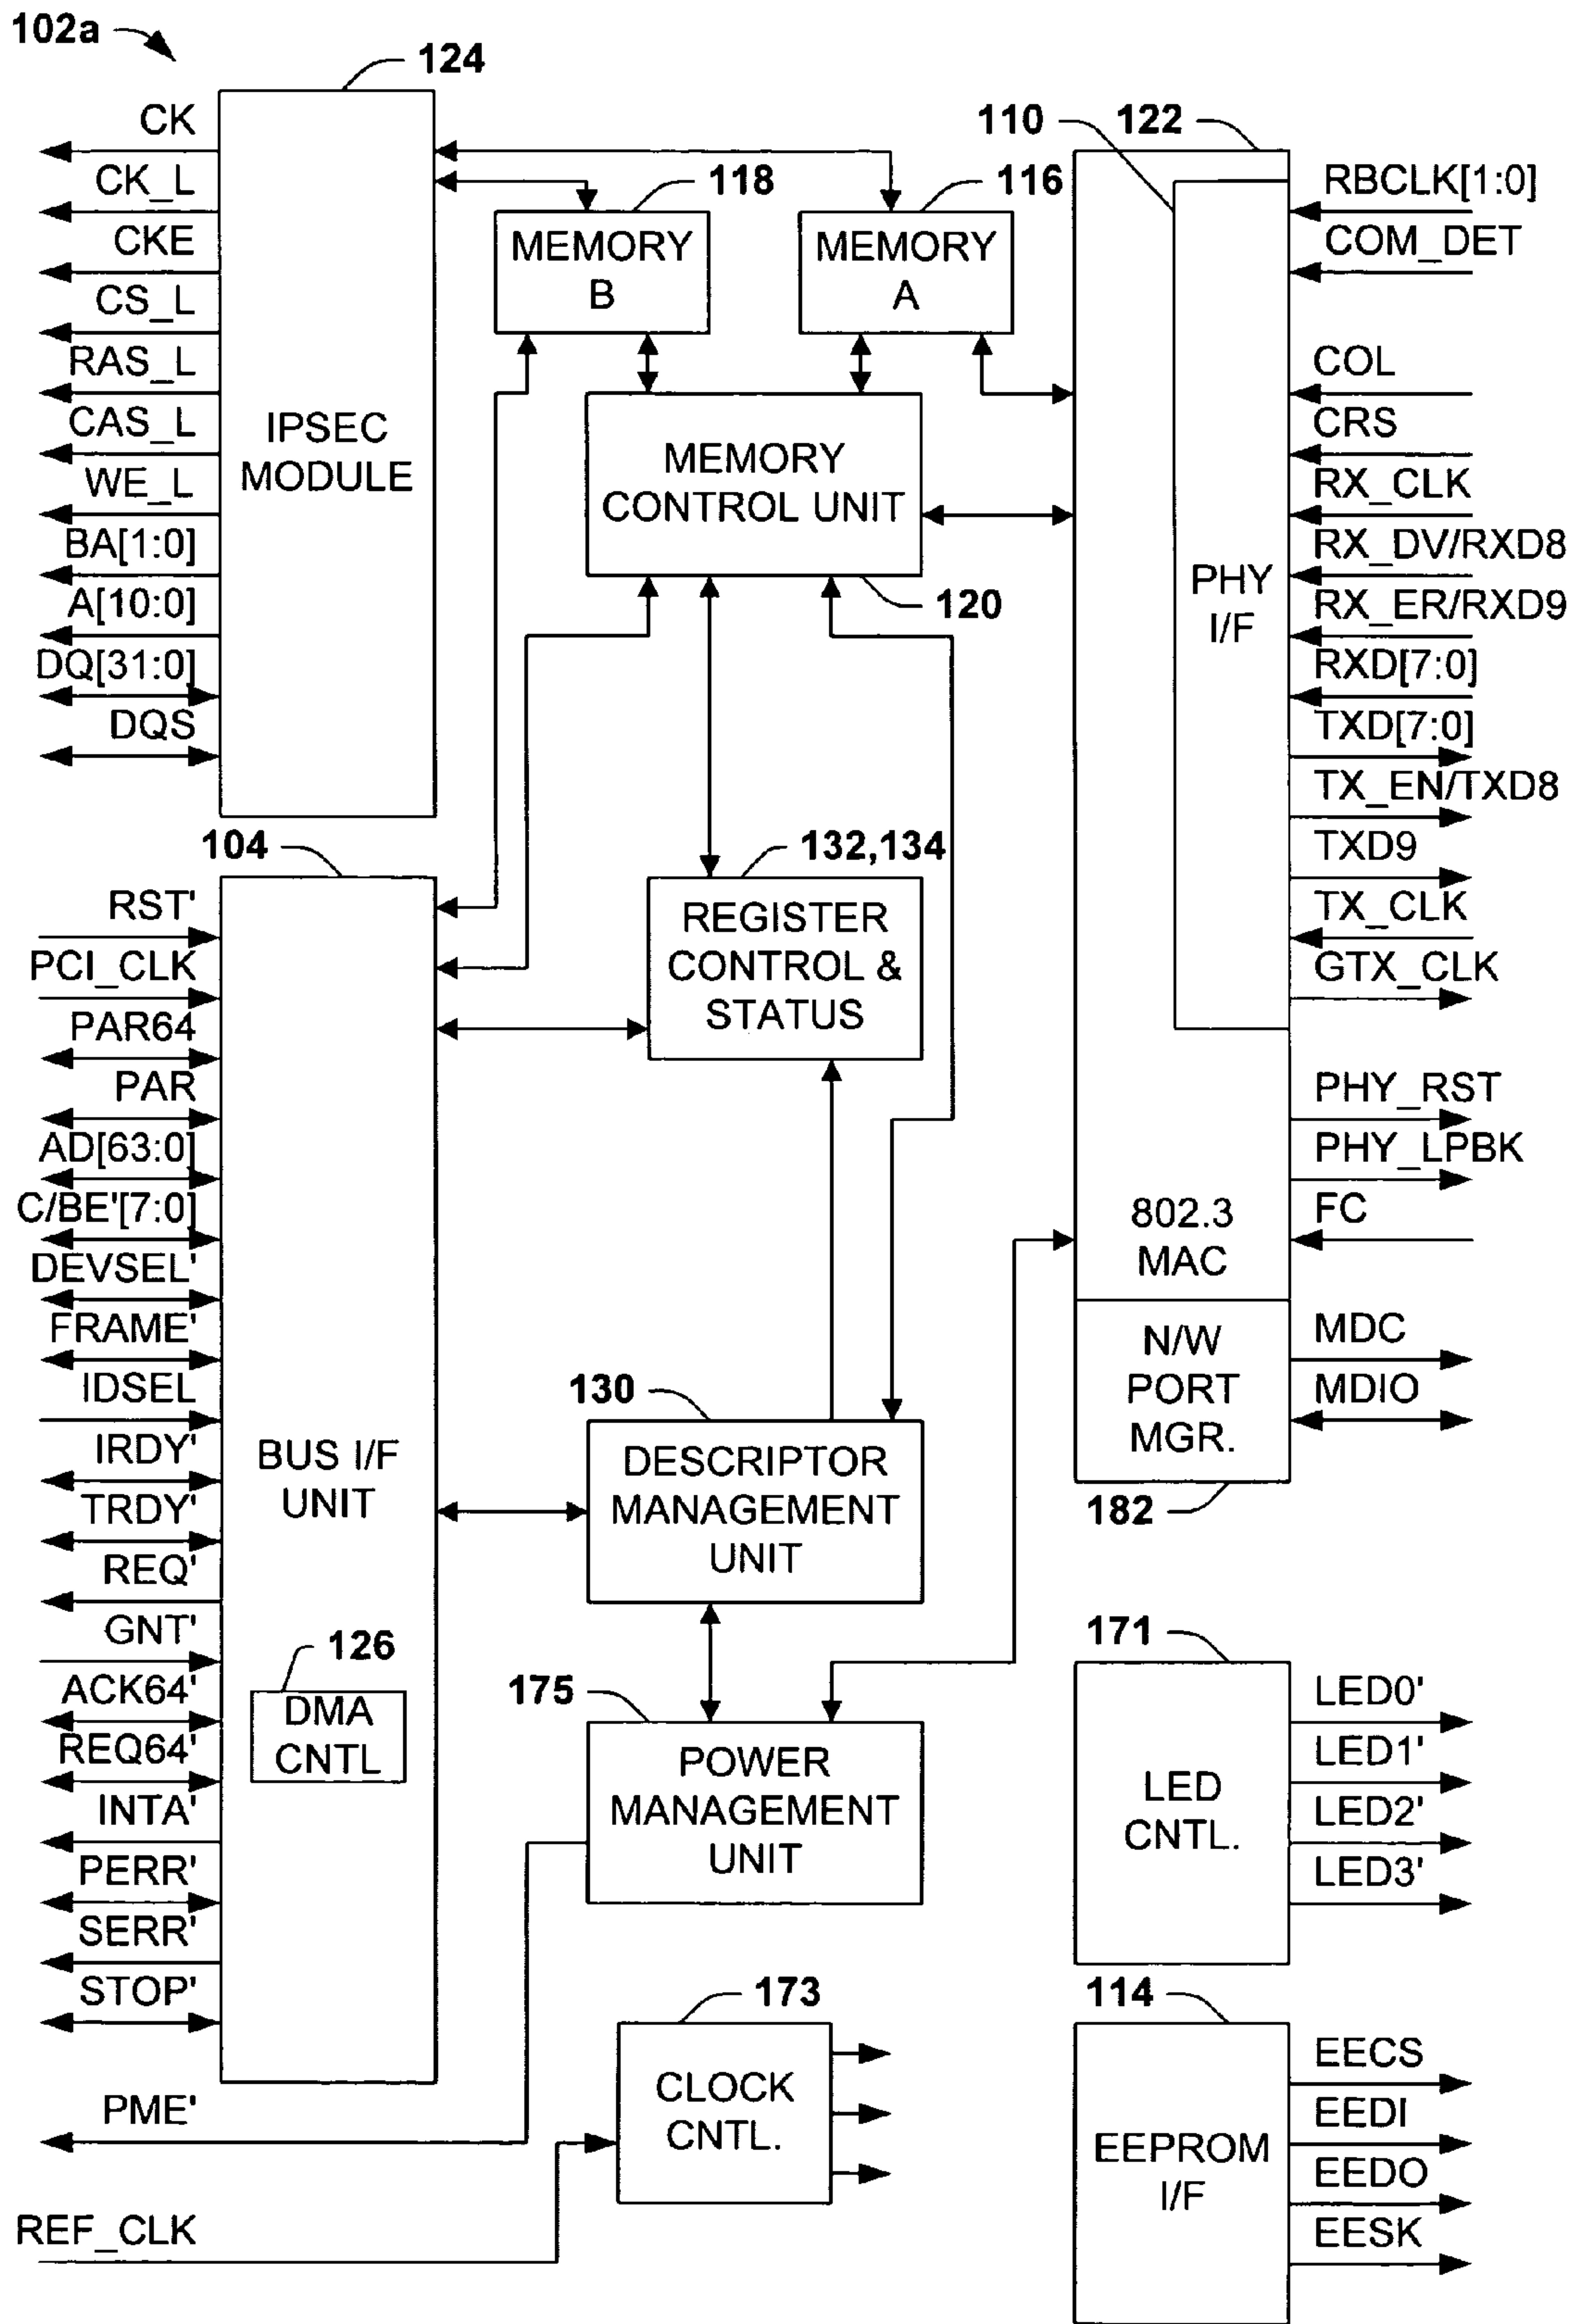 102a
124
CK
CK_L
CKE
CS_L
RAS_L
CAS_L
WE_L
BA[1:0]
A[10:0]
DQ[31:0]
DQS
IPSEC
MODULE
118
MEMORY
B
116
MEMORY
A
MEMORY
CONTROL UNIT
120
110
122
PHY
I/F
RBCLK[1:0]
COM_DET
COL
CRS
RX_CLK
RX_DV/RXD8
RX_ER/RXD9
RXD[7:0]
TXD[7:0]
TX_EN/TXD8
TXD9
TX_CLK
GTX_CLK
PHY_RST
PHY_LPBK
FC
802.3
MAC
N/W
PORT
MGR.
MDC
MDIO
182
104
RST'
PCI_CLK
PAR64
PAR
AD[63:0]
C/BE'[7:0]
DEVSEL'
FRAME'
IDSEL
IRDY'
TRDY'
REQ'
GNT'
ACK64'
REQ64'
INTA'
PERR'
SERR'
STOP'
BUS I/F
UNIT
126
DMA
CNTL
132,134
REGISTER
CONTROL &
STATUS
130
DESCRIPTOR
MANAGEMENT
UNIT
175
POWER
MANAGEMENT
UNIT
171
LED
CNTL.
LED0'
LED1'
LED2'
LED3'
PME'
REF_CLK
173
CLOCK
CNTL.
114
EEPROM
I/F
EECS
EEDI
EEDO
EESK